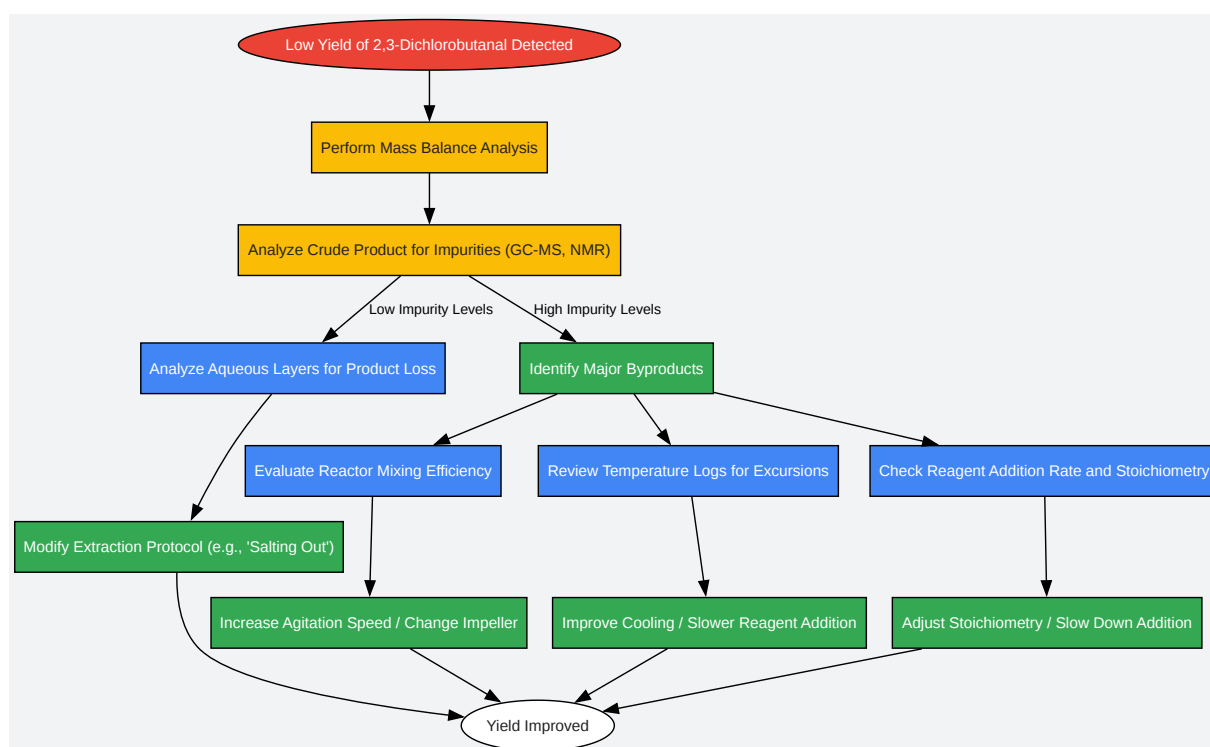 Low Yield of 2,3-Dichlorobutanal Detected
Perform Mass Balance Analysis
Analyze Crude Product for Impurities (GC-MS, NMR)
Low Impurity Levels
High Impurity Levels
Analyze Aqueous Layers for Product Loss
Identify Major Byproducts
Evaluate Reactor Mixing Efficiency
Review Temperature Logs for Excursions
Check Reagent Addition Rate and Stoichiometry
Modify Extraction Protocol (e.g., 'Salting Out')
Increase Agitation Speed / Change Impeller
Improve Cooling / Slower Reagent Addition
Adjust Stoichiometry / Slow Down Addition
Yield Improved